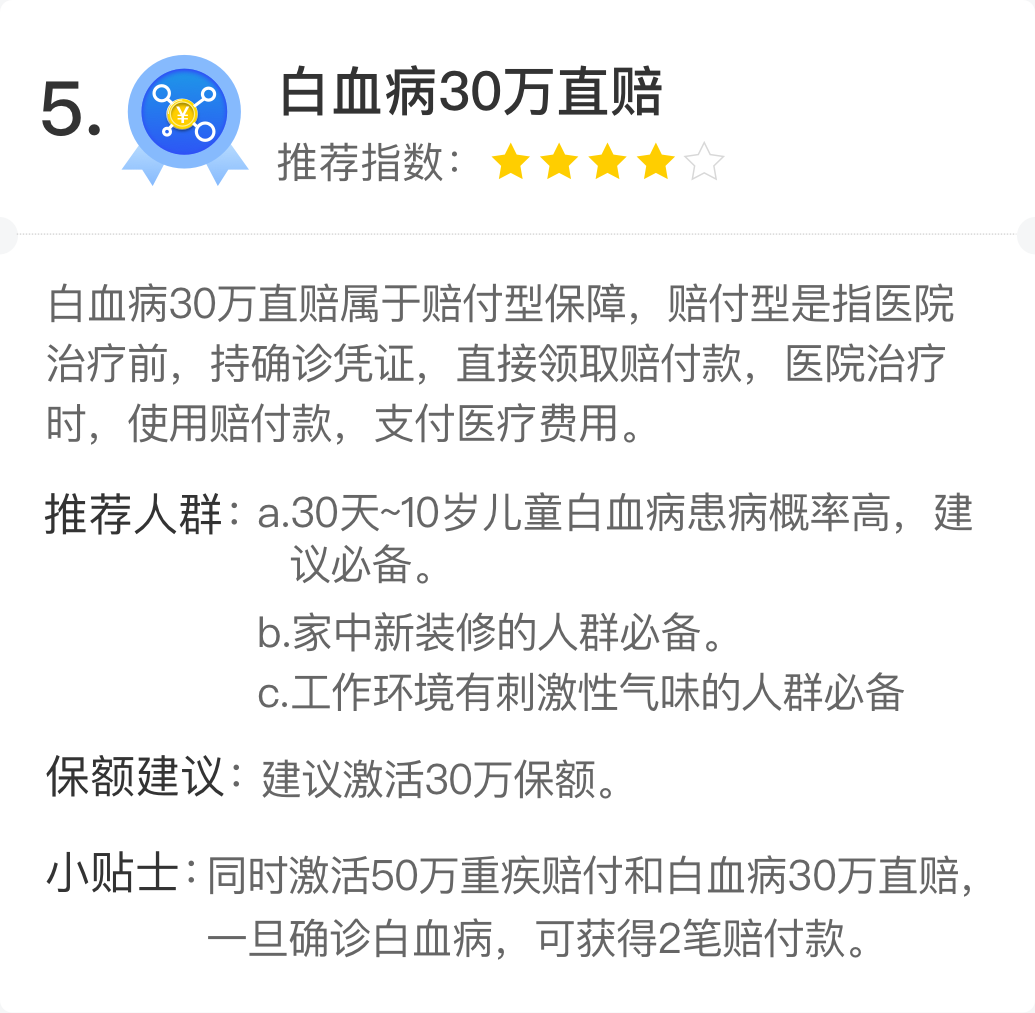 5.
¥
白血病30万直赔
推荐指数：
白血病30万直赔属于赔付型保障，赔付型是指医院
治疗前，持确诊凭证，直接领取赔付款，医院治疗
时，使用赔付款，支付医疗费用。
推荐人群：a.30天~10岁儿童白血病患病概率高，建
议必备。
b.家中新装修的人群必备。
c.工作环境有刺激性气味的人群必备
保额建议：建议激活30万保额。
小贴士：同时激活50万重疾赔付和白血病30万直赔，
一旦确诊白血病，可获得2笔赔付款。